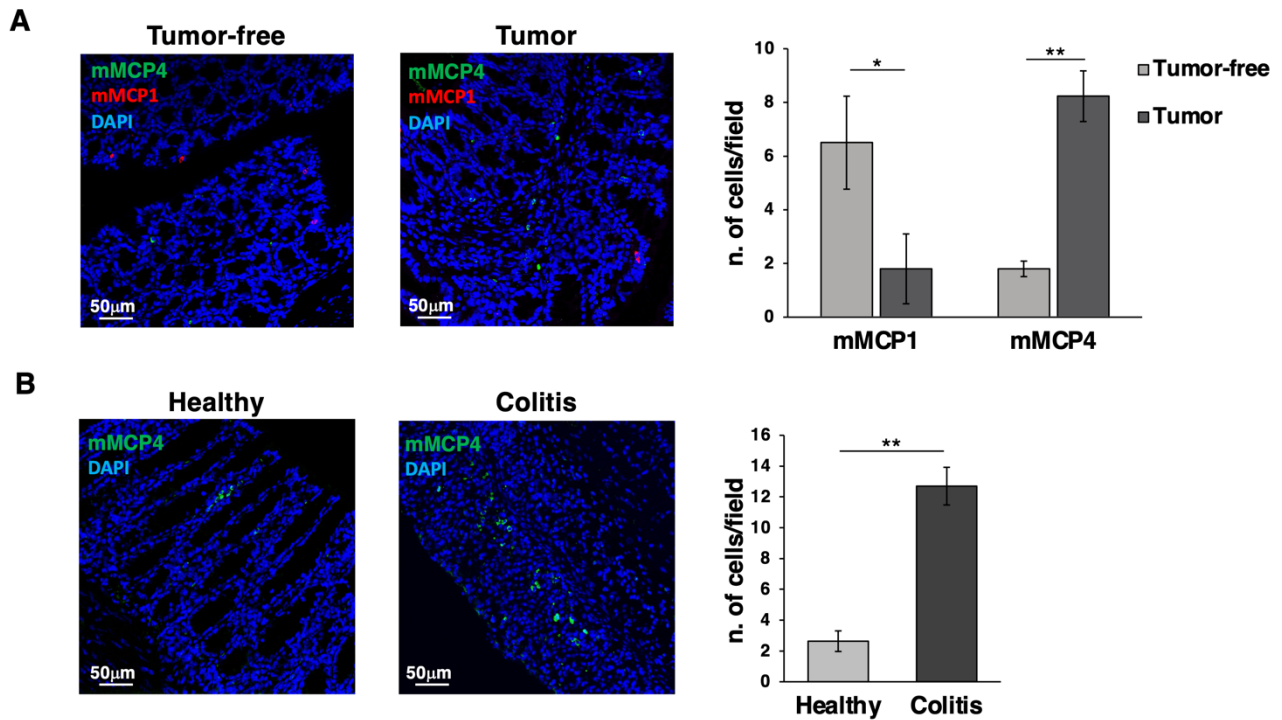 A
Tumor-free
mMCP4
mMCP1
DAPI
50μm
Tumor
mMCP4
mMCP1
DAPI
50μm
n. of cells/field
10
8
6
4
2
0
*
**
mMCP1
mMCP4
Tumor-free
Tumor
B
Healthy
mMCP4
DAPI
50μm
Colitis
mMCP4
DAPI
50μm
n. of cells/field
16
14
12
10
8
6
4
2
0
**
Healthy
Colitis